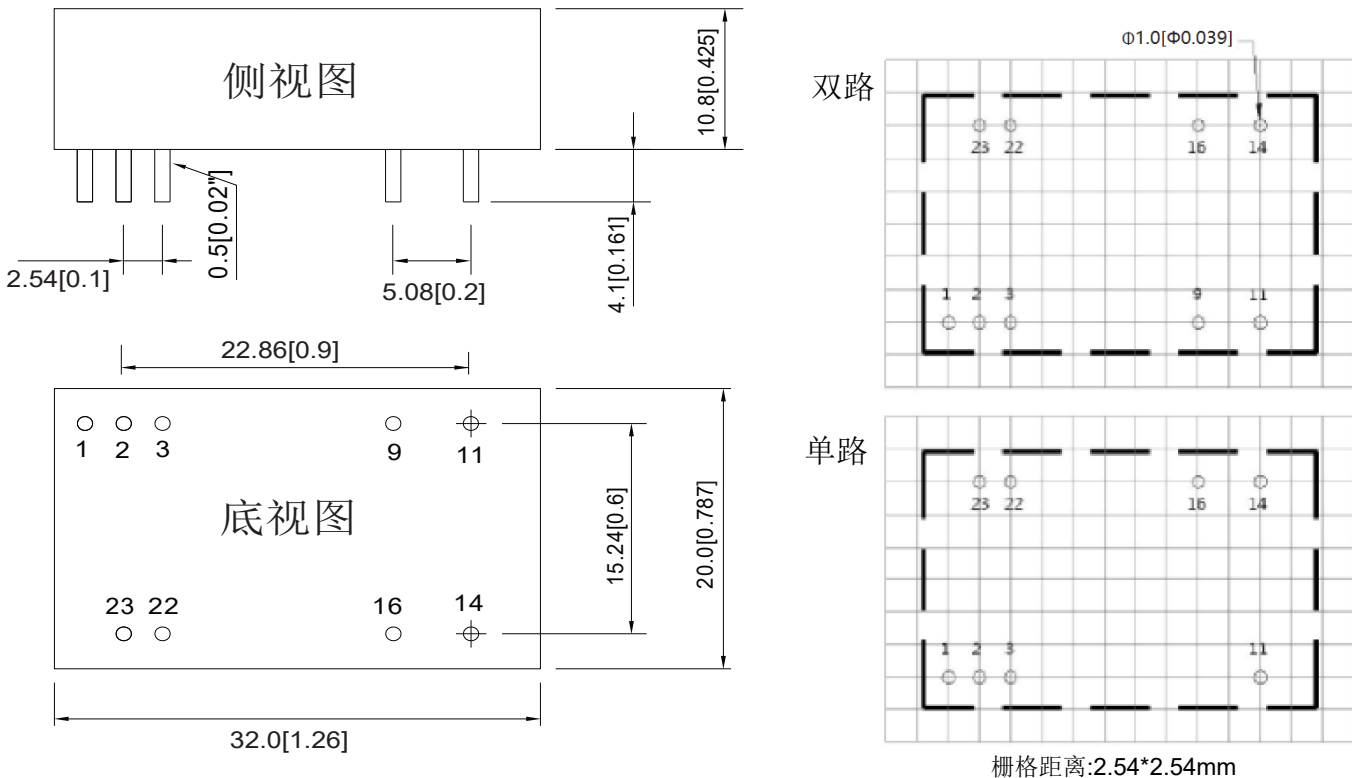 侧视图
10.8[0.425]
0.5[0.02"]
4.1[0.161]
2.54[0.1]
5.08[0.2]
22.86[0.9]
1 2 3 9 11
底视图
15.24[0.6]
20.0[0.787]
23 22 16 14
32.0[1.26]
Φ1.0[Φ0.039]
双路
23 22 16 14
1 2 3 9 11
单路
23 22 16 14
1 2 3 11
栅格距离:2.54*2.54mm